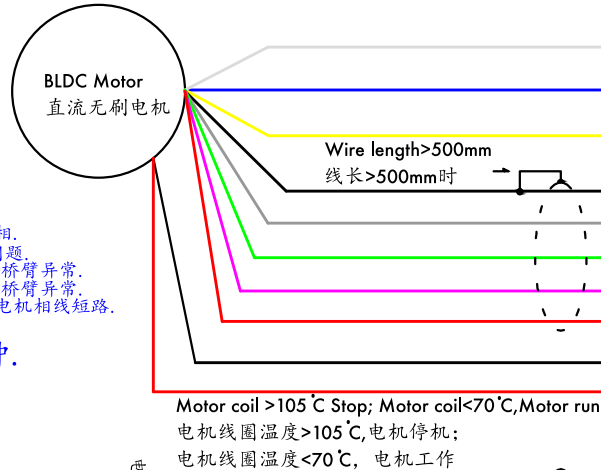 BLDC Motor
直流无刷电机
Wire length>500mm
线长>500mm时
相.
问题.
桥臂异常.
桥臂异常.
电机相线短路.
Motor coil >105℃ Stop; Motor coil<70℃,Motor run
电机线圈温度>105℃,电机停机;
电机线圈温度<70℃，电机工作